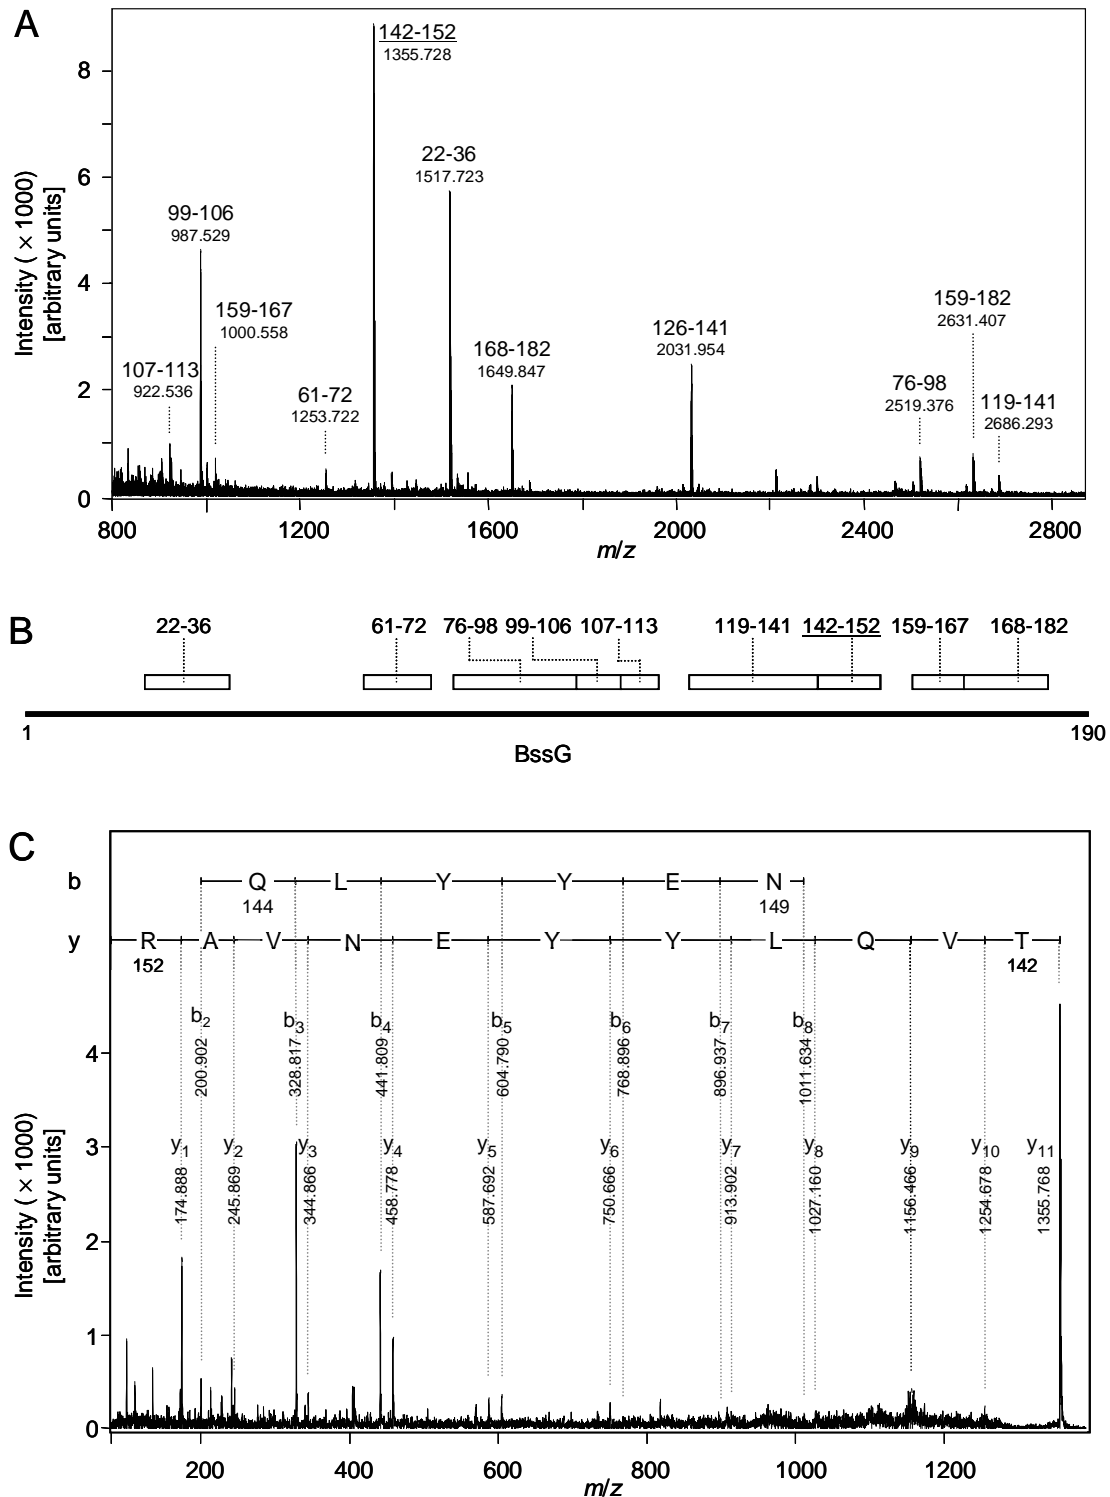 A
142-152
1355.728
8
22-36
1517.723
6
99-106
987.529
159-167
1000.558
4
159-182
2631.407
126-141
2031.954
168-182
1649.847
107-113
922.536
61-72
1253.722
2
76-98
2519.376
119-141
2686.293
0
Intensity ( × 1000)
[arbitrary units]
800 1200 1600 2000 2400 2800
m/z
B
22-36 61-72 76-98 99-106 107-113 119-141 142-152 159-167 168-182
1 190
BssG
C
b Q L Y Y E N
144 149
y R A V N E Y Y L Q V T
152 142
b2 b3 b4 b5 b6 b7 b8
200.902 328.817 441.809 604.790 768.896 896.937 1011.634
y1 y2 y3 y4 y5 y6 y7 y8 y9 y10 y11
174.888 245.869 344.866 458.778 587.692 750.666 913.902 1027.160 1156.466 1254.678 1355.768
4
3
2
1
0
Intensity ( × 1000)
[arbitrary units]
200 400 600 800 1000 1200
m/z